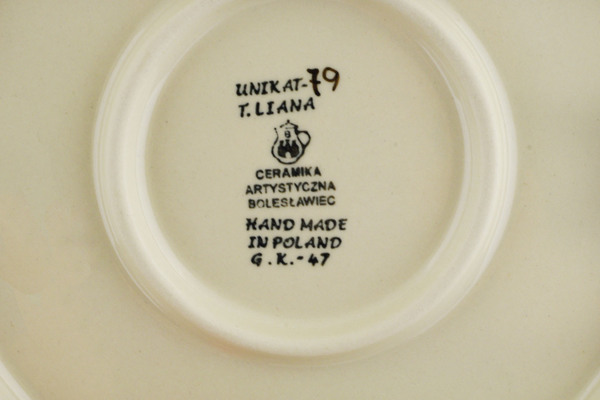 UNIKAT-79
T. LIANA
B
CERAMIKA
ARTYSTYCZNA
BOLESŁAWIEC
HAND MADE
IN POLAND
G.K.-47